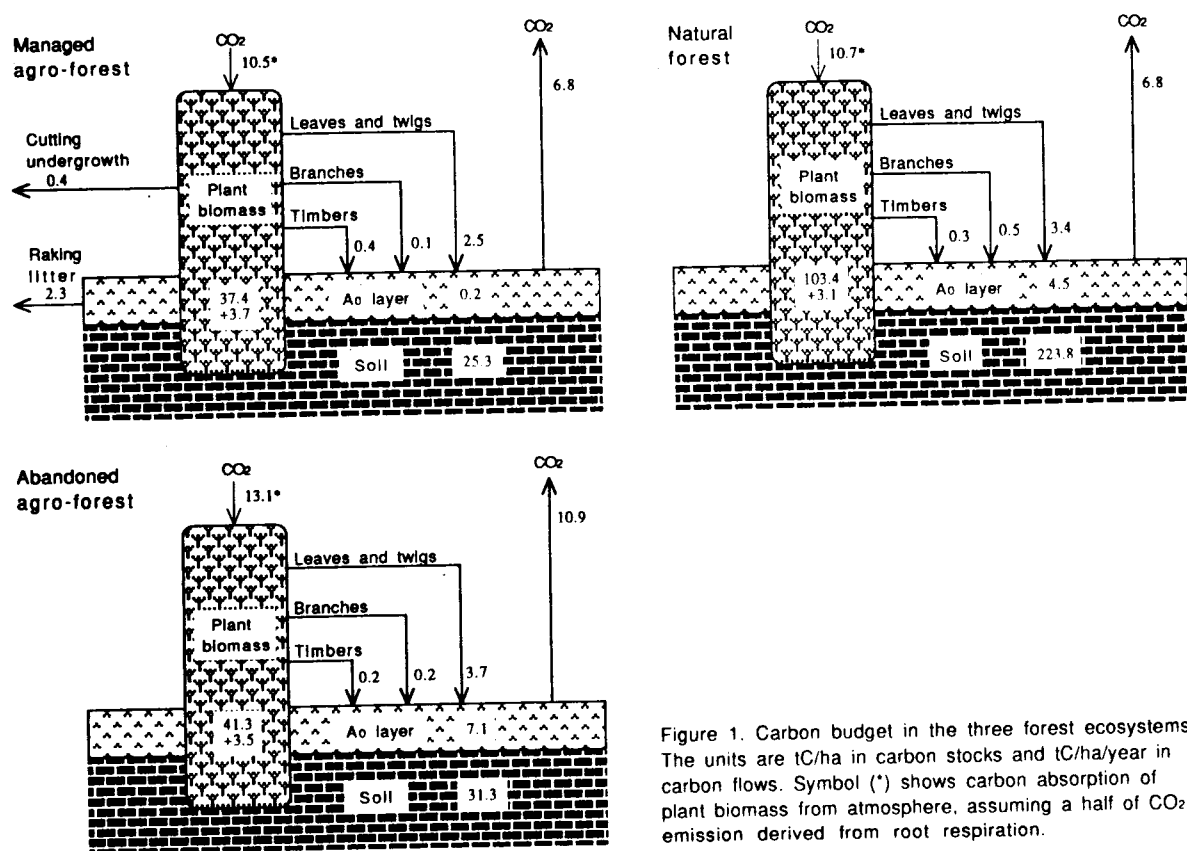 Managed
agro-forest
CO2
10.5*
6.8
CO2
Cutting
undergrowth
0.4
Leaves and twigs
Branches
Plant
biomass
Timbers
0.4
0.1
2.5
Raking
litter
2.3
37.4
+3.7
Ao layer
0.2
Soil
25.3
Natural
forest
CO2
10.7*
CO2
6.8
Leaves and twigs
Branches
Plant
biomass
Timbers
0.3
0.5
3.4
103.4
+3.1
Ao layer
4.5
Soil
223.8
Abandoned
agro-forest
CO2
13.1*
CO2
10.9
Leaves and twigs
Branches
Plant
biomass
Timbers
0.2
0.2
3.7
41.3
+3.5
Ao layer
7.1
Soil
31.3
Figure 1. Carbon budget in the three forest ecosystems
The units are tC/ha in carbon stocks and tC/ha/year in
carbon flows. Symbol (*) shows carbon absorption of
plant biomass from atmosphere, assuming a half of CO2
emission derived from root respiration.